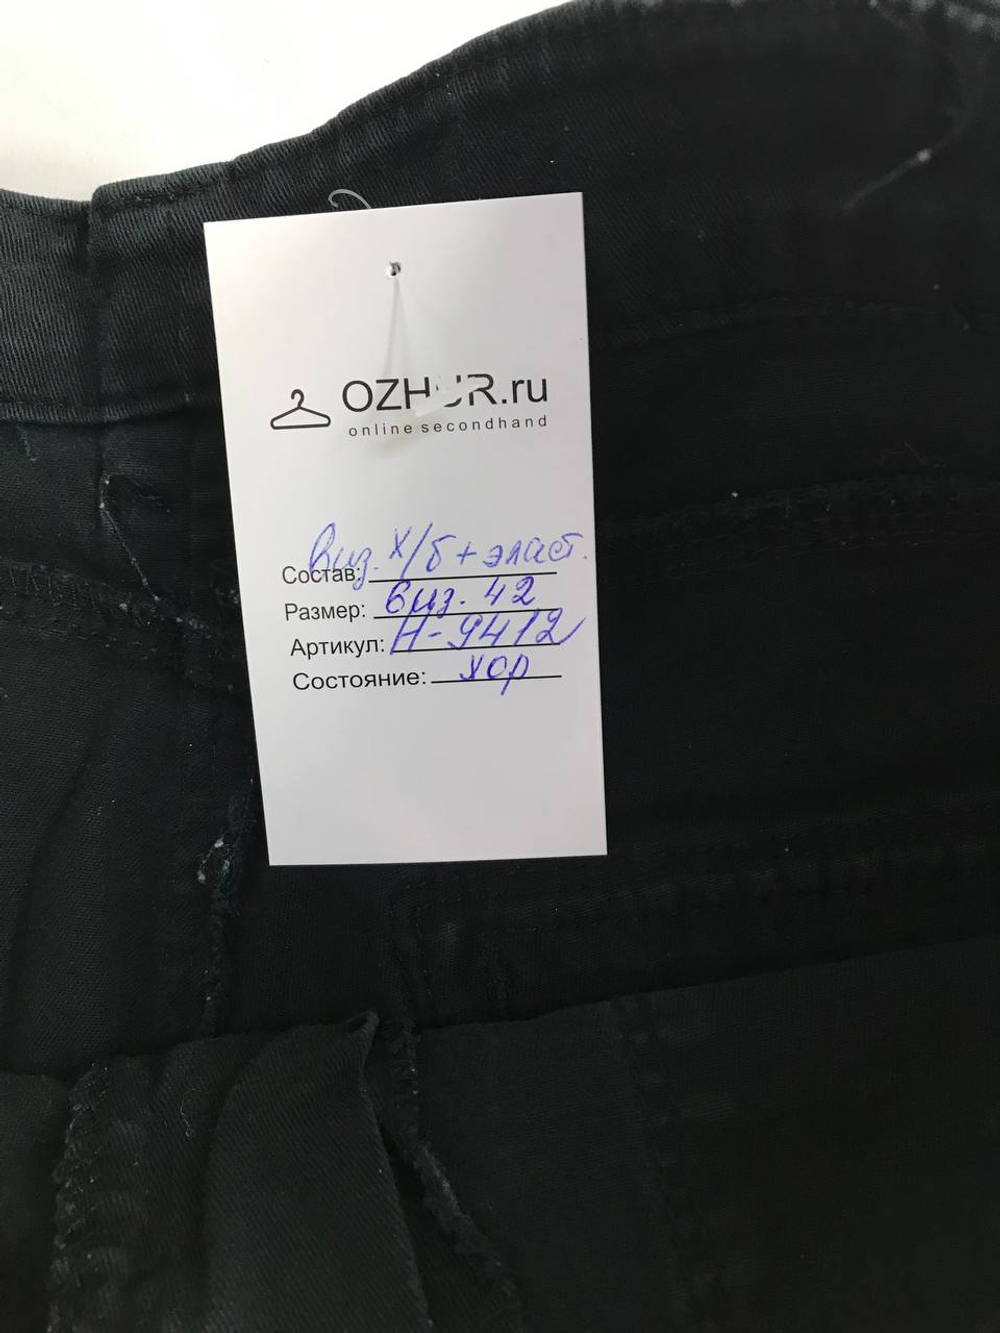 OZHUR.ru
online secondhand
Состав: Виз. х/б + эласт.
Размер: виз. 42
Артикул: Н-9412
Состояние: хор